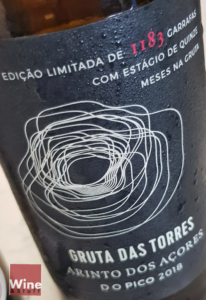 EDIÇÃO LIMITADA DE 1183 GARRAFAS
COM ESTÁGIO DE QUINZE
MESES NA GRUTA
GRUTA DAS TORRES
ARINTO DOS AÇORES
DO PICO 2018
Wine